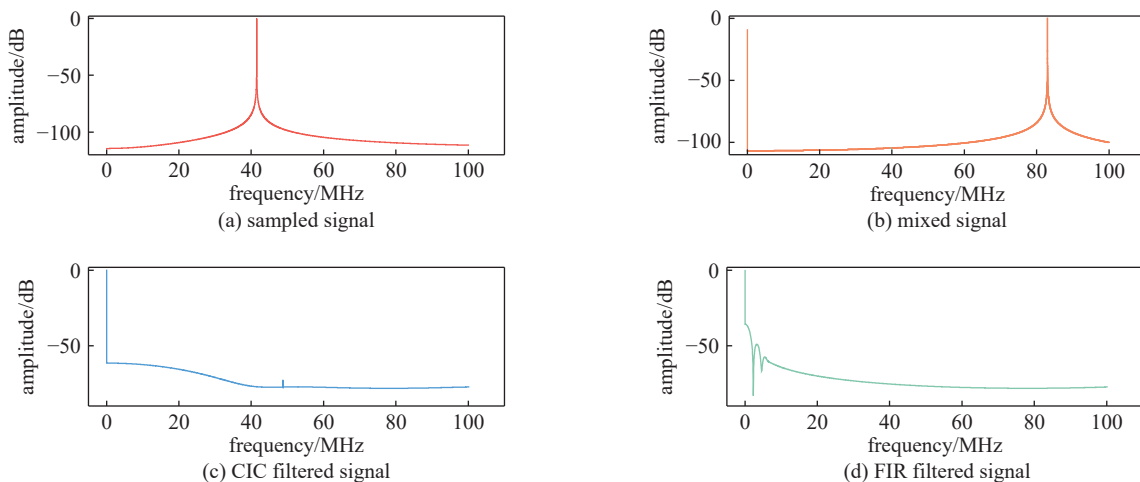 amplitude/dB
0
−50
−100
0 20 40 60 80 100
frequency/MHz
(a) sampled signal
amplitude/dB
0
−50
−100
0 20 40 60 80 100
frequency/MHz
(b) mixed signal
amplitude/dB
0
−50
0 20 40 60 80 100
frequency/MHz
(c) CIC filtered signal
amplitude/dB
0
−50
0 20 40 60 80 100
frequency/MHz
(d) FIR filtered signal